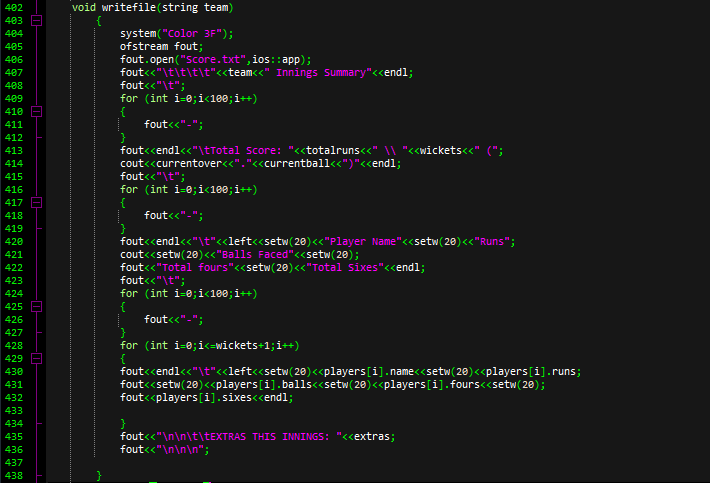 402 void writefile(string team)
403 {
404 system("Color 3F");
405 ofstream fout;
406 fout.open("Score.txt",ios::app);
407 fout<<"\t\t\t\t"<<team<<" Innings Summary"<<endl;
408 fout<<"\t";
409 for (int i=0;i<100;i++)
410 {
411 fout<<"-";
412 }
413 fout<<endl<<"\tTotal Score: "<<totalruns<<" \\ "<<wickets<<" (";
414 cout<<currentover<<"."<<currentball<<")"<<endl;
415 fout<<"\t";
416 for (int i=0;i<100;i++)
417 {
418 fout<<"-";
419 }
420 fout<<endl<<"\t"<<left<<setw(20)<<"Player Name"<<setw(20)<<"Runs";
421 cout<<setw(20)<<"Balls Faced"<<setw(20);
422 fout<<"Total fours"<<setw(20)<<"Total Sixes"<<endl;
423 fout<<"\t";
424 for (int i=0;i<100;i++)
425 {
426 fout<<"-";
427 }
428 for (int i=0;i<=wickets+1;i++)
429 {
430 fout<<endl<<"\t"<<left<<setw(20)<<players[i].name<<setw(20)<<players[i].runs;
431 fout<<setw(20)<<players[i].balls<<setw(20)<<players[i].fours<<setw(20);
432 fout<<players[i].sixes<<endl;
433
434 }
435 fout<<"\n\n\t\tEXTRAS THIS INNINGS: "<<extras;
436 fout<<"\n\n\n";
437
438 }